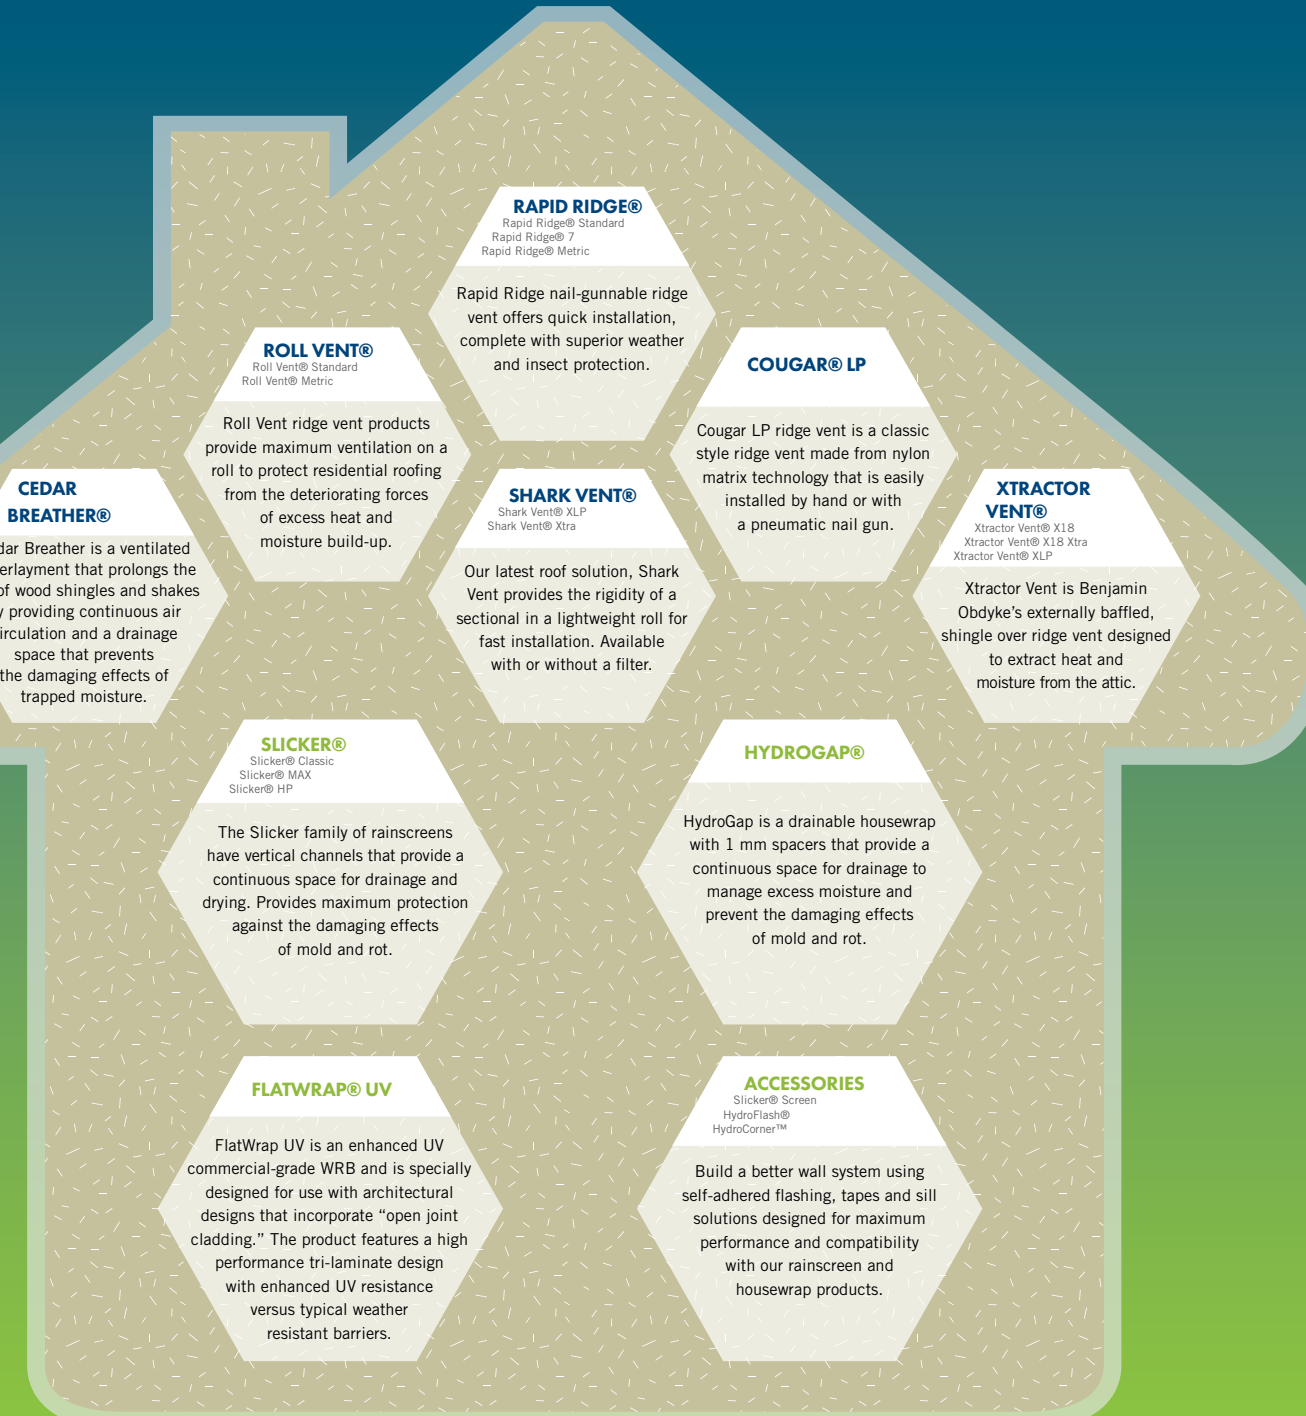 RAPID RIDGE®
Rapid Ridge® Standard
Rapid Ridge® 7
Rapid Ridge® Metric
Rapid Ridge nail-gunnable ridge
vent offers quick installation,
complete with superior weather
and insect protection.
ROLL VENT®
Roll Vent® Standard
Roll Vent® Metric
Roll Vent ridge vent products
provide maximum ventilation on a
roll to protect residential roofing
from the deteriorating forces
of excess heat and
moisture build-up.
COUGAR® LP
Cougar LP ridge vent is a classic
style ridge vent made from nylon
matrix technology that is easily
installed by hand or with
a pneumatic nail gun.
CEDAR
BREATHER®
Breather is a ventilated
that prolongs the
of wood shingles and shakes
providing continuous air
and a drainage
space that prevents
the damaging effects of
trapped moisture.
SHARK VENT®
Shark Vent® XLP
Shark Vent® Xtra
Our latest roof solution, Shark
Vent provides the rigidity of a
sectional in a lightweight roll for
fast installation. Available
with or without a filter.
XTRACTOR
VENT®
Xtractor Vent® X18
Xtractor Vent® X18 Xtra
Xtractor Vent® XLP
Xtractor Vent is Benjamin
Obdyke’s externally baffled,
shingle over ridge vent designed
to extract heat and
moisture from the attic.
SLICKER®
Slicker® Classic
Slicker® MAX
Slicker® HP
The Slicker family of rainscreens
have vertical channels that provide a
continuous space for drainage and
drying. Provides maximum protection
against the damaging effects
of mold and rot.
HYDROGAP®
HydroGap is a drainable housewrap
with 1 mm spacers that provide a
continuous space for drainage to
manage excess moisture and
prevent the damaging effects
of mold and rot.
FLATWRAP® UV
FlatWrap UV is an enhanced UV
commercial-grade WRB and is specially
designed for use with architectural
designs that incorporate “open joint
cladding.” The product features a high
performance tri-laminate design
with enhanced UV resistance
versus typical weather
resistant barriers.
ACCESSORIES
Slicker® Screen
HydroFlash®
HydroCorner™
Build a better wall system using
self-adhered flashing, tapes and sill
solutions designed for maximum
performance and compatibility
with our rainscreen and
housewrap products.